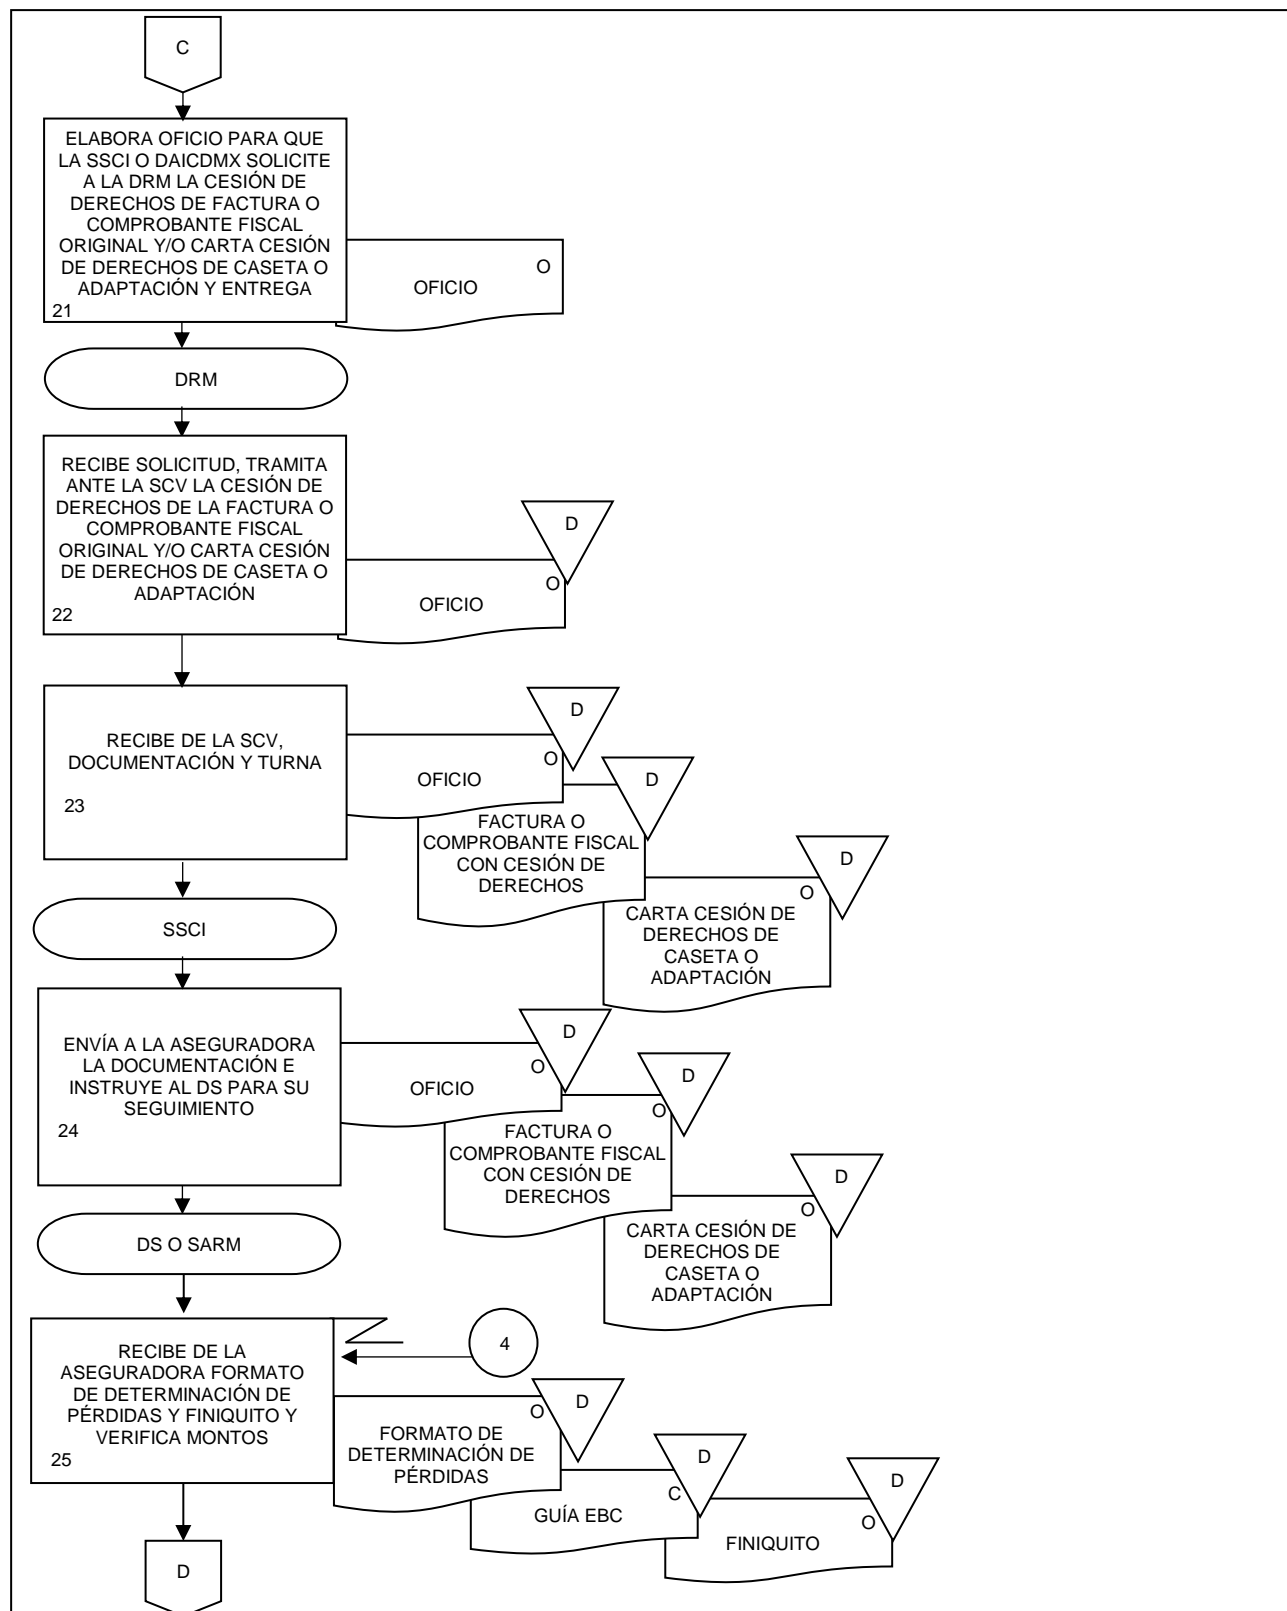 C
ELABORA OFICIO PARA QUE
LA SSCI O DAICDMX SOLICITE
A LA DRM LA CESIÓN DE
DERECHOS DE FACTURA O
COMPROBANTE FISCAL
ORIGINAL Y/O CARTA CESIÓN
DE DERECHOS DE CASETA O
ADAPTACIÓN Y ENTREGA
21
O
OFICIO
DRM
RECIBE SOLICITUD, TRAMITA
ANTE LA SCV LA CESIÓN DE
DERECHOS DE LA FACTURA O
COMPROBANTE FISCAL
ORIGINAL Y/O CARTA CESIÓN
DE DERECHOS DE CASETA O
ADAPTACIÓN
22
D
O
OFICIO
RECIBE DE LA SCV,
DOCUMENTACIÓN Y TURNA
23
D
O
OFICIO
D
FACTURA O
COMPROBANTE FISCAL
CON CESIÓN DE
DERECHOS
D
O
CARTA CESIÓN DE
DERECHOS DE
CASETA O
ADAPTACIÓN
SSCI
ENVÍA A LA ASEGURADORA
LA DOCUMENTACIÓN E
INSTRUYE AL DS PARA SU
SEGUIMIENTO
24
D
O
OFICIO
D
O
FACTURA O
COMPROBANTE FISCAL
CON CESIÓN DE
DERECHOS
D
O
CARTA CESIÓN DE
DERECHOS DE
CASETA O
ADAPTACIÓN
DS O SARM
RECIBE DE LA
ASEGURADORA FORMATO
DE DETERMINACIÓN DE
PÉRDIDAS Y FINIQUITO Y
VERIFICA MONTOS
25
4
D
O
FORMATO DE
DETERMINACIÓN DE
PÉRDIDAS
D
C
GUÍA EBC
D
O
FINIQUITO
D